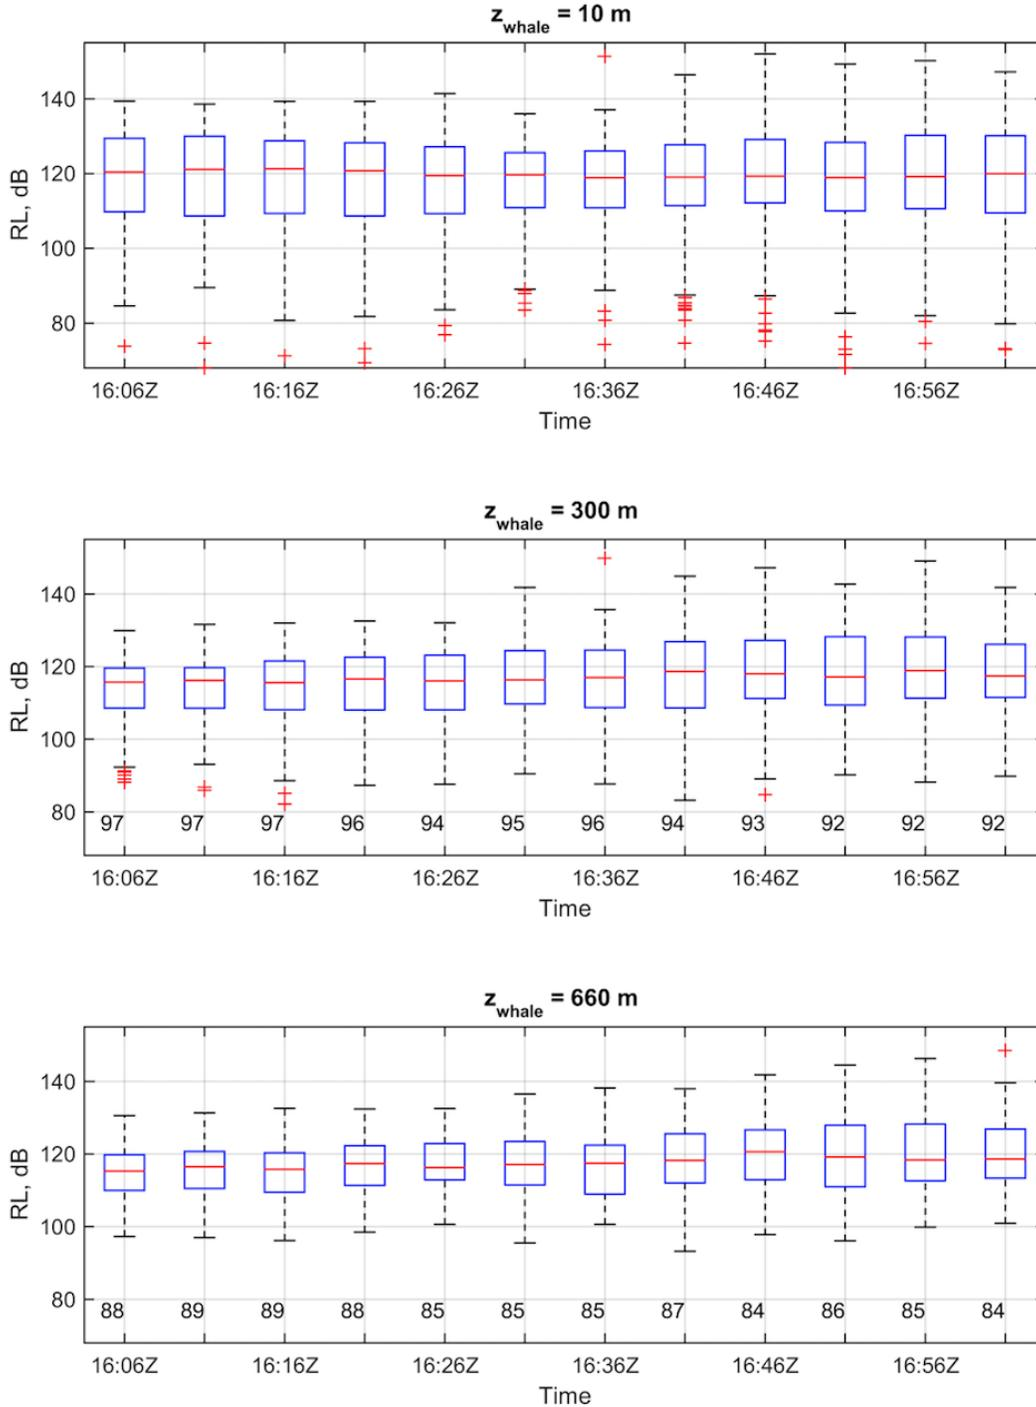 z_whale = 10 m
140
120
100
80
RL, dB
16:06Z 16:16Z 16:26Z 16:36Z 16:46Z 16:56Z
Time
z_whale = 300 m
140
120
100
80
RL, dB
97 97 97 96 94 95 96 94 93 92 92 92
16:06Z 16:16Z 16:26Z 16:36Z 16:46Z 16:56Z
Time
z_whale = 660 m
140
120
100
80
RL, dB
88 89 89 88 85 85 85 87 84 86 85 84
16:06Z 16:16Z 16:26Z 16:36Z 16:46Z 16:56Z
Time